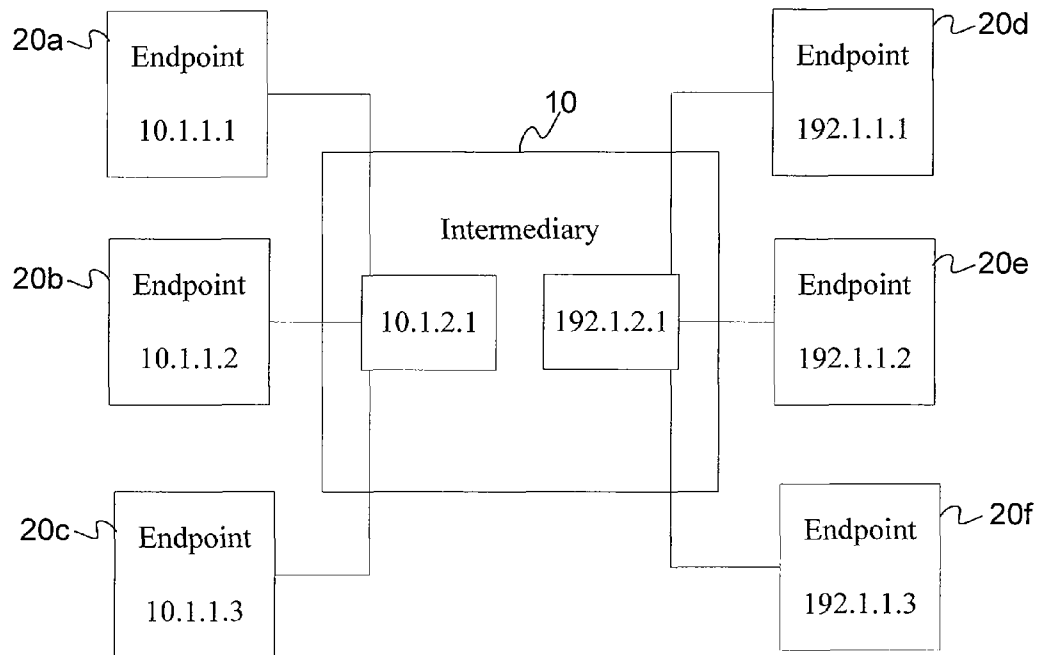 20a
Endpoint
10.1.1.1
20d
Endpoint
192.1.1.1
10
Intermediary
10.1.2.1
192.1.2.1
20b
Endpoint
10.1.1.2
20e
Endpoint
192.1.1.2
20c
Endpoint
10.1.1.3
20f
Endpoint
192.1.1.3